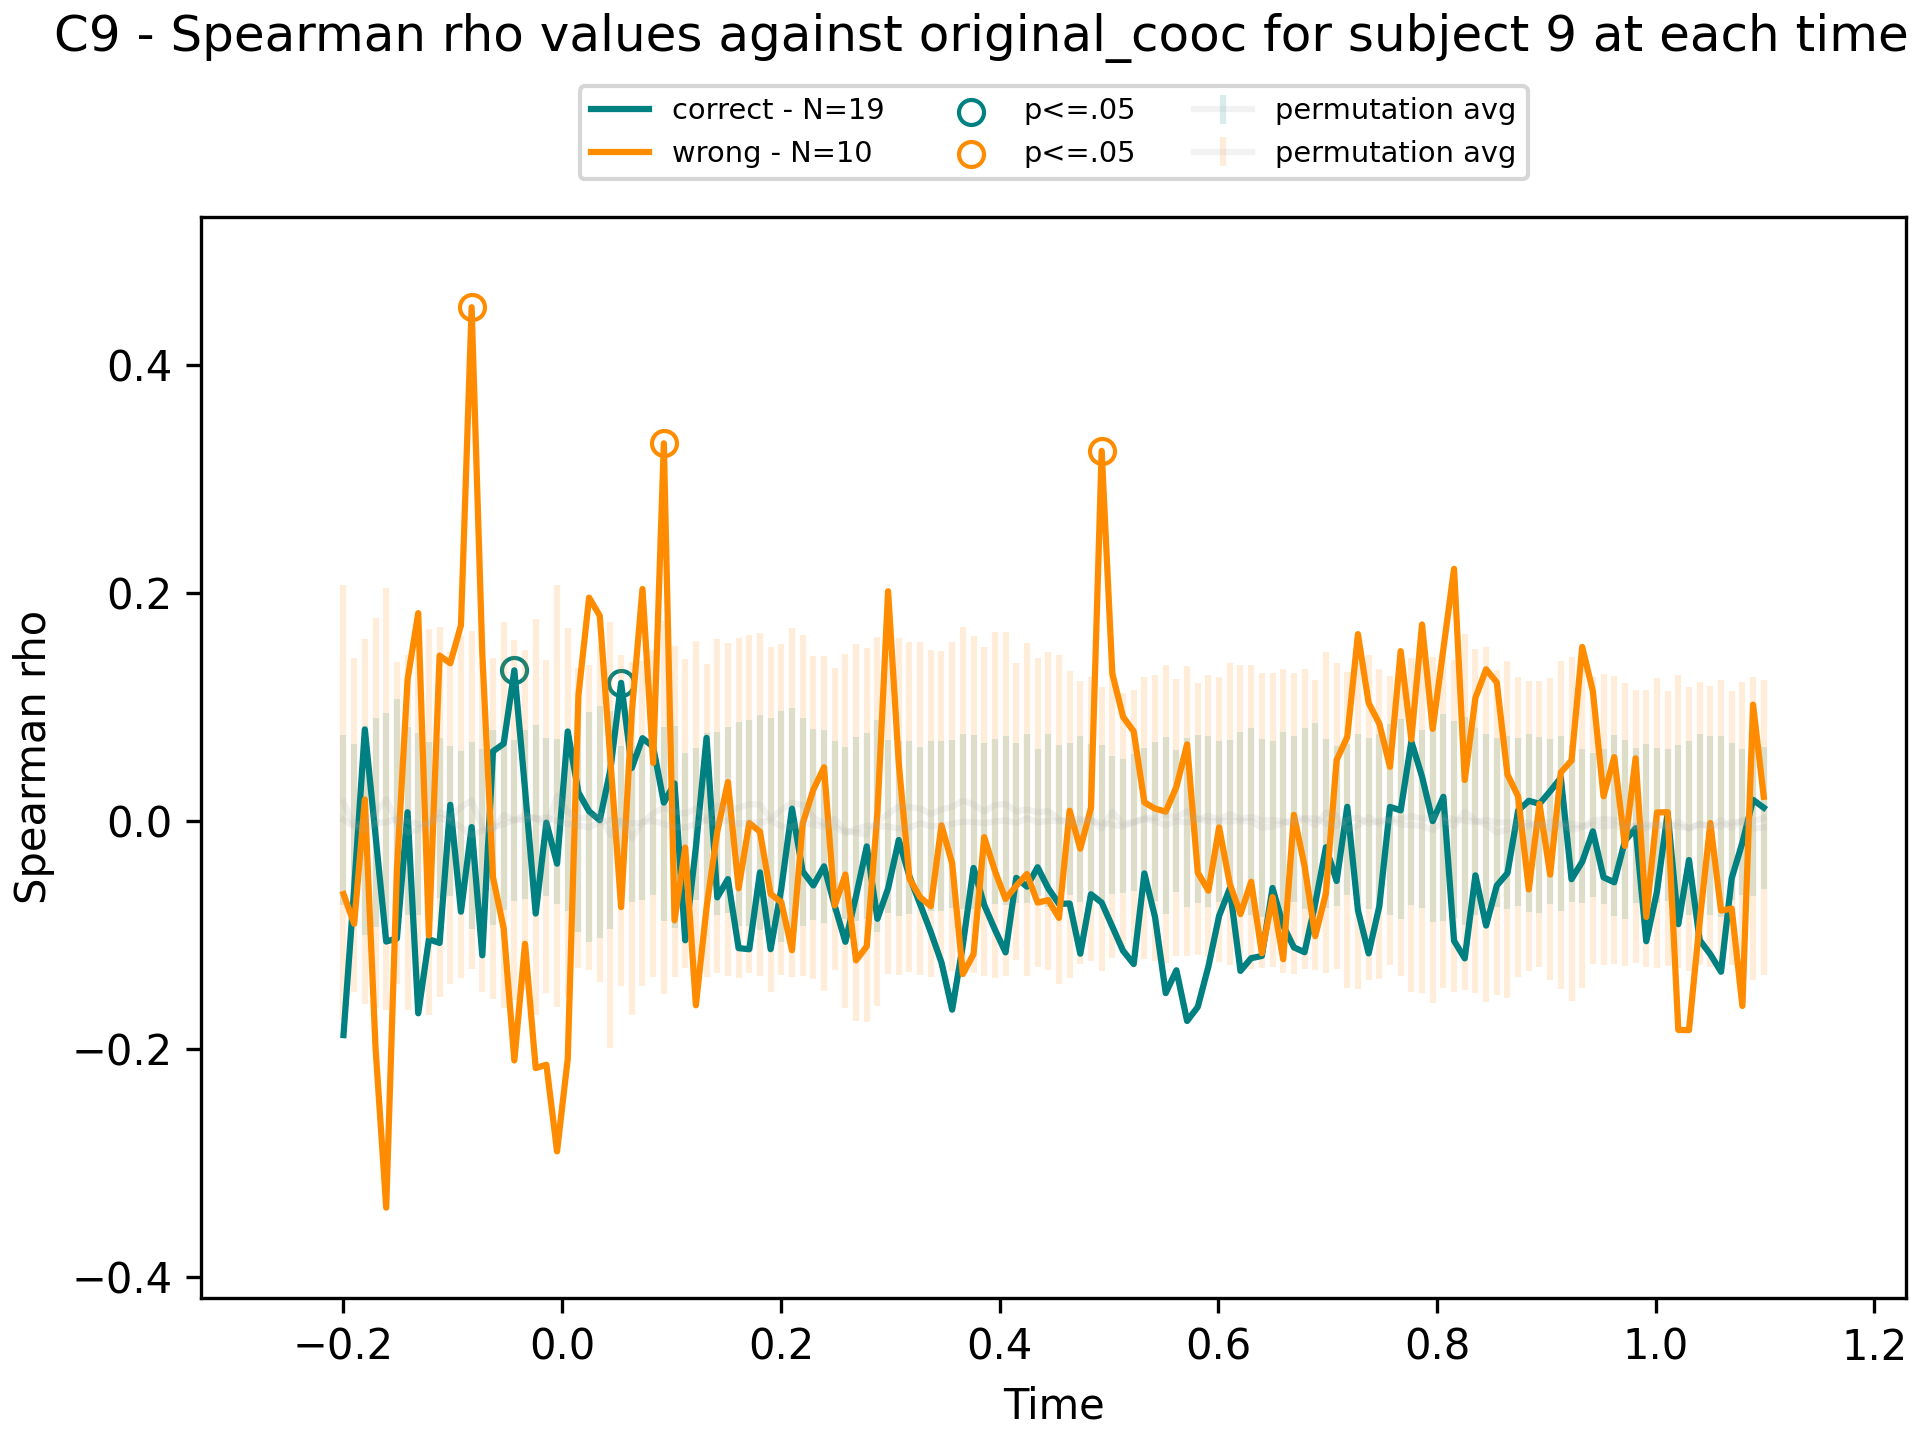 C9 - Spearman rho values against original_cooc for subject 9 at each time
correct - N=19 p<=.05 permutation avg
wrong - N=10 p<=.05 permutation avg
0.4
0.2
0.0
−0.2
−0.4
Spearman rho
−0.2 0.0 0.2 0.4 0.6 0.8 1.0 1.2
Time